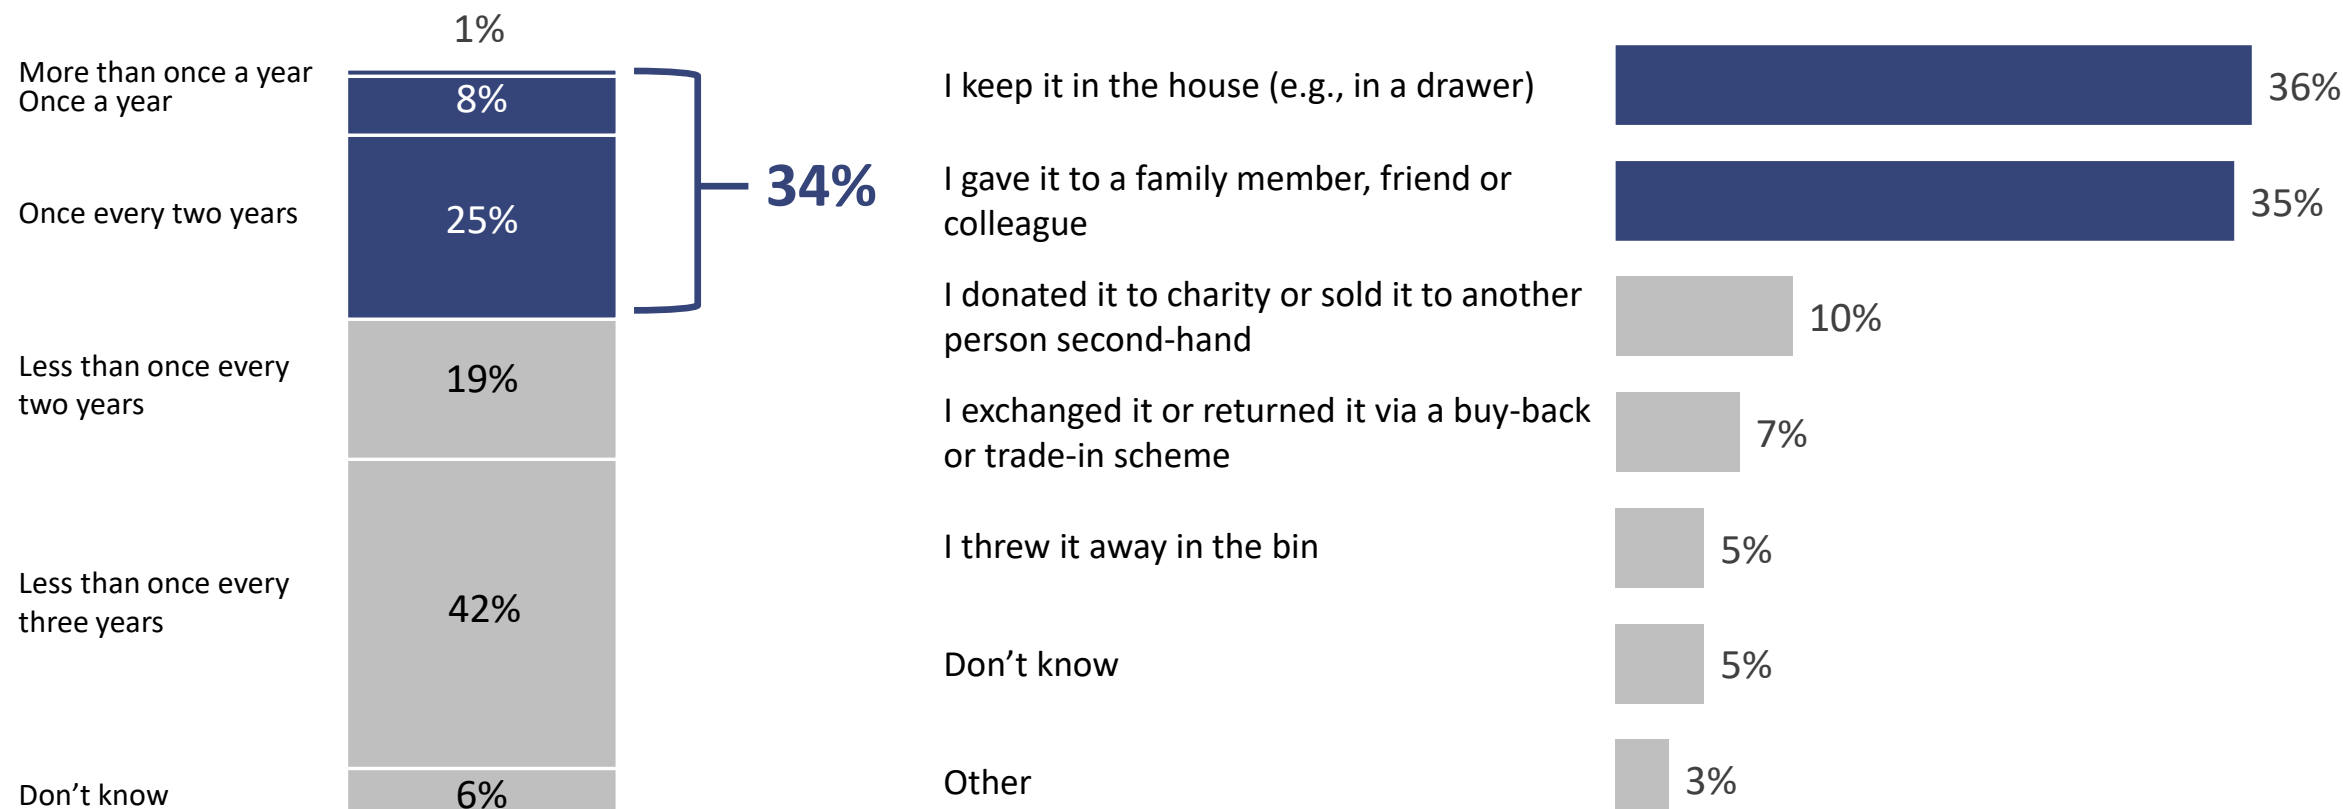 1%
More than once a year
Once a year
8%
Once every two years
25%
34%
Less than once every
two years
19%
Less than once every
three years
42%
Don’t know
6%
I keep it in the house (e.g., in a drawer)
36%
I gave it to a family member, friend or
colleague
35%
I donated it to charity or sold it to another
person second-hand
10%
I exchanged it or returned it via a buy-back
or trade-in scheme
7%
I threw it away in the bin
5%
Don’t know
5%
Other
3%